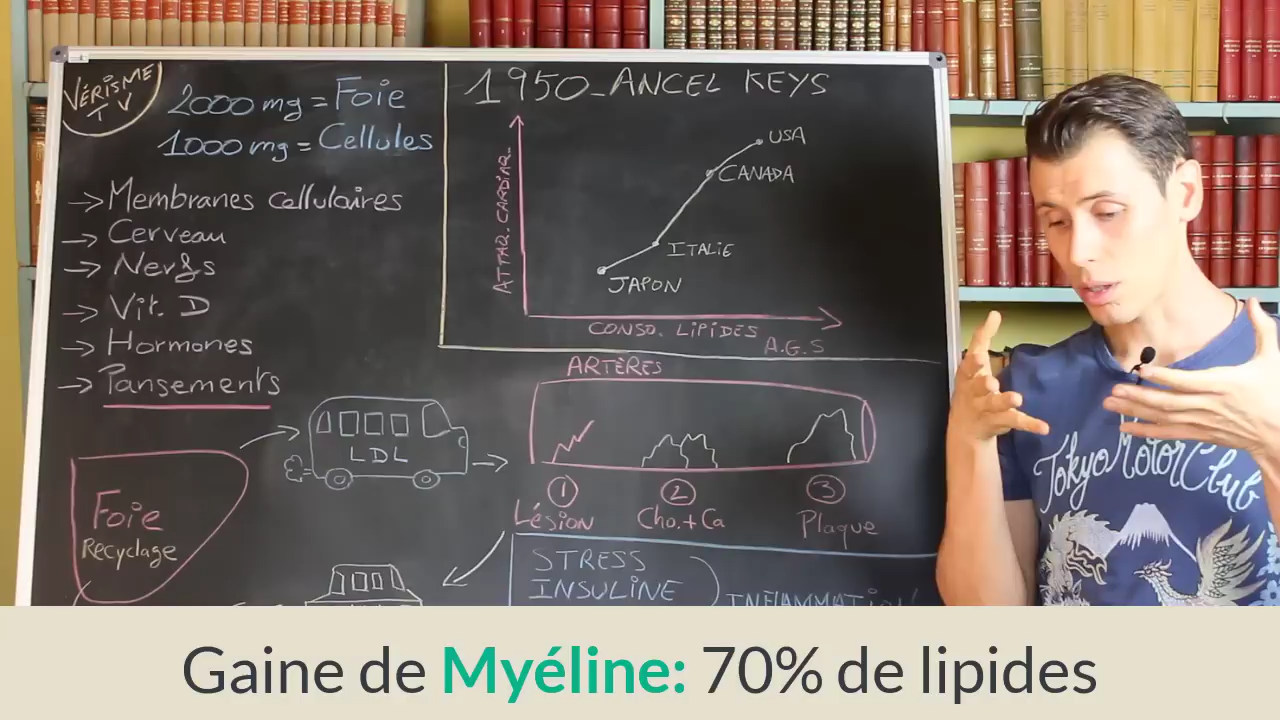 VÉRISME
TV
2000 mg = Foie
1000 mg = Cellules
→ Membranes cellulaires
→ Cerveau
→ Nerfs
→ Vit. D
→ Hormones
→ Pansements
1950_ANCEL KEYS
ATTAQ. CARDIAQ.
USA
CANADA
ITALIE
JAPON
CONSO. LIPIDES
A.G.S
ARTÈRES
1 2 3
Lésion Cho.+Ca Plaque
LDL
Foie
Recyclage
STRESS
INSULINE
INFLAMMATION
Tokyo Motor Club
Gaine de Myéline: 70% de lipides